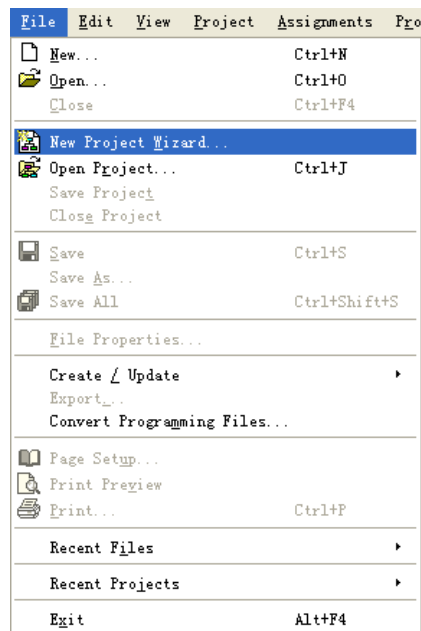 File Edit View Project Assignments Pro
New... Ctrl+N
Open... Ctrl+O
Close Ctrl+F4
New Project Wizard...
Open Project... Ctrl+J
Save Project
Close Project
Save Ctrl+S
Save As...
Save All Ctrl+Shift+S
File Properties...
Create / Update
Export...
Convert Programming Files...
Page Setup...
Print Preview
Print... Ctrl+P
Recent Files
Recent Projects
Exit Alt+F4